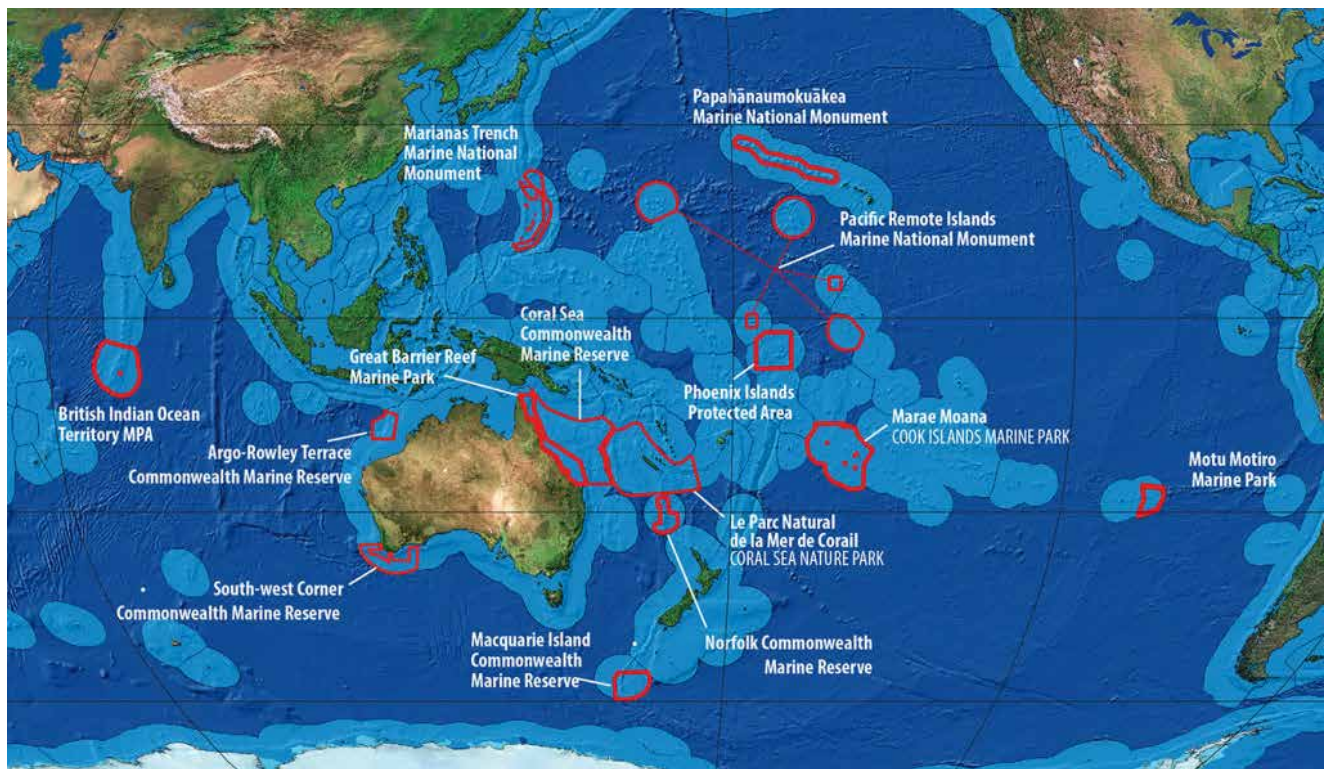 Papahānaumokuākea
Marine National Monument
Marianas Trench
Marine National
Monument
Pacific Remote Islands
Marine National Monument
Coral Sea
Commonwealth
Marine Reserve
Great Barrier Reef
Marine Park
Phoenix Islands
Protected Area
British Indian Ocean
Territory MPA
Marae Moana
COOK ISLANDS MARINE PARK
Argo-Rowley Terrace
Commonwealth Marine Reserve
Motu Motiro
Marine Park
Le Parc Natural
de la Mer de Corail
CORAL SEA NATURE PARK
South-west Corner
Commonwealth Marine Reserve
Macquarie Island
Commonwealth
Marine Reserve
Norfolk Commonwealth
Marine Reserve